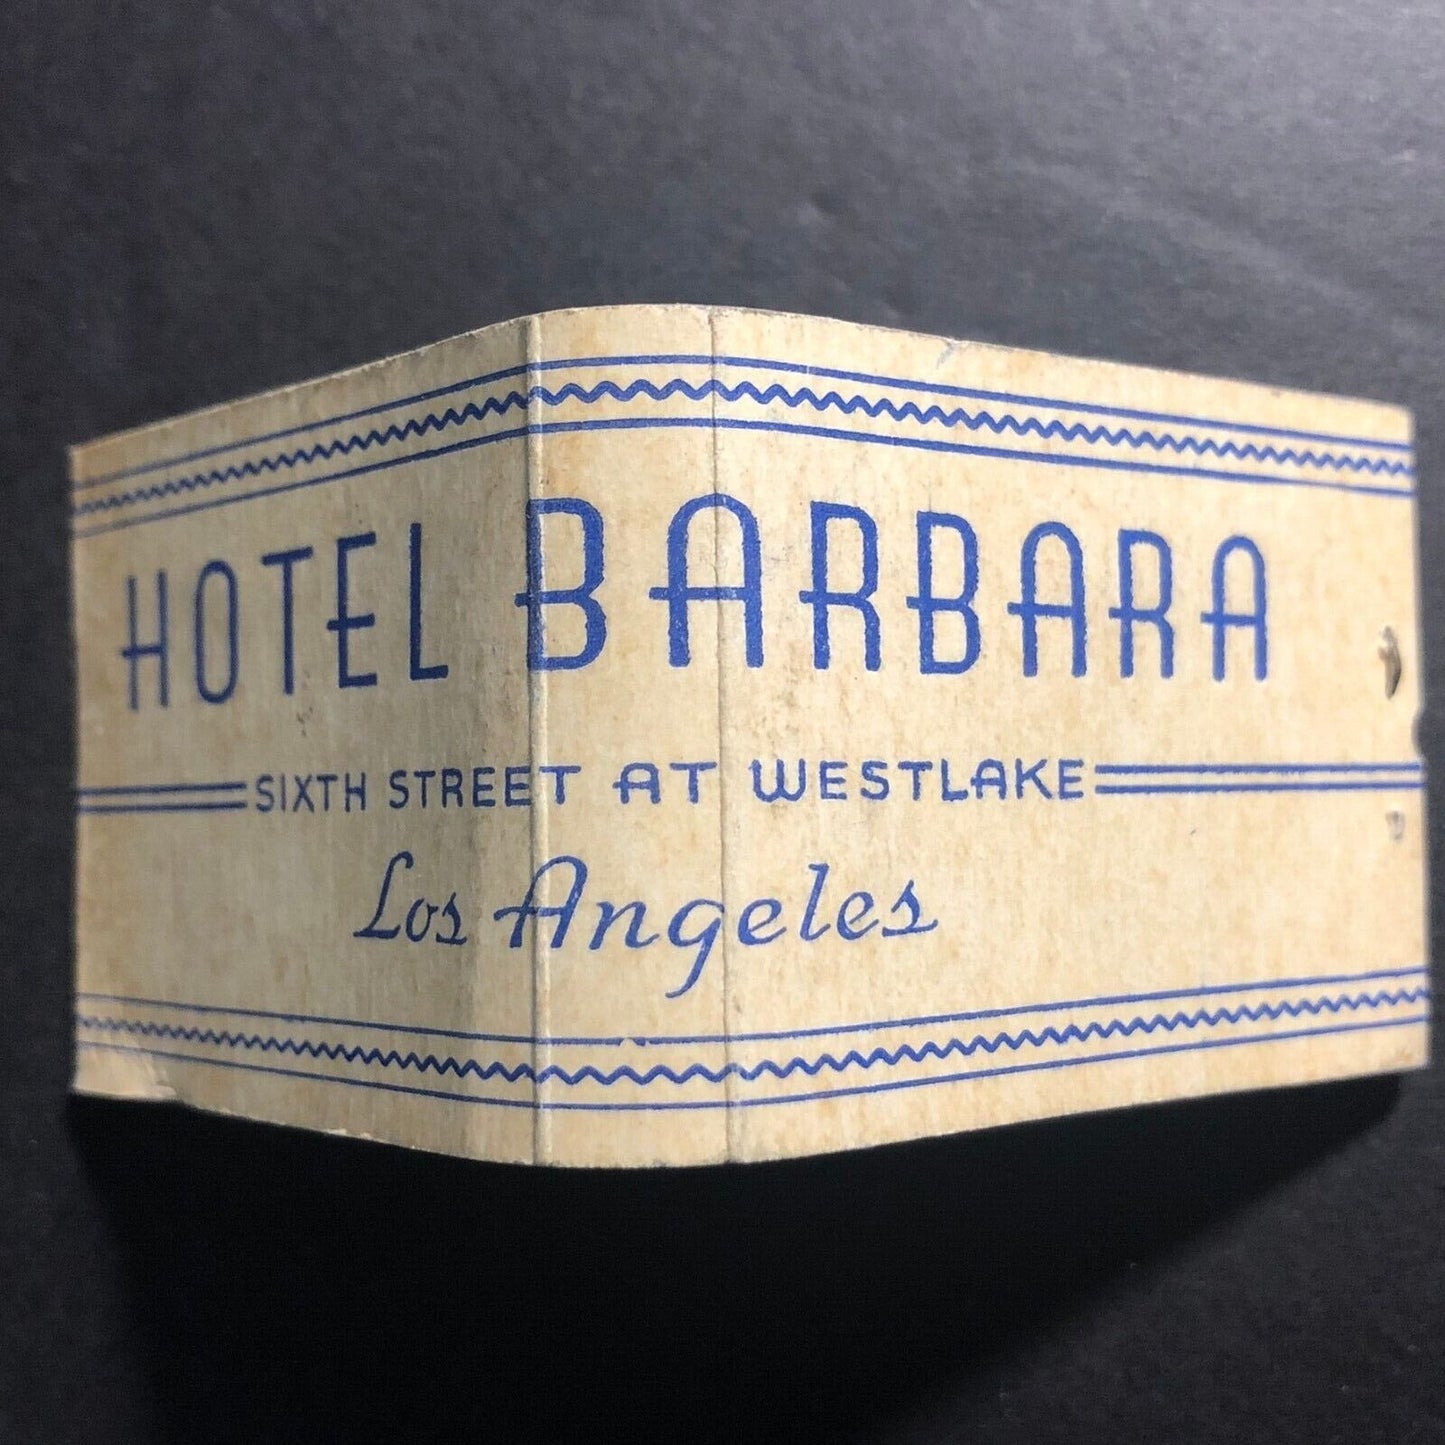 HOTEL BARBARA
SIXTH STREET AT WESTLAKE
Los Angeles